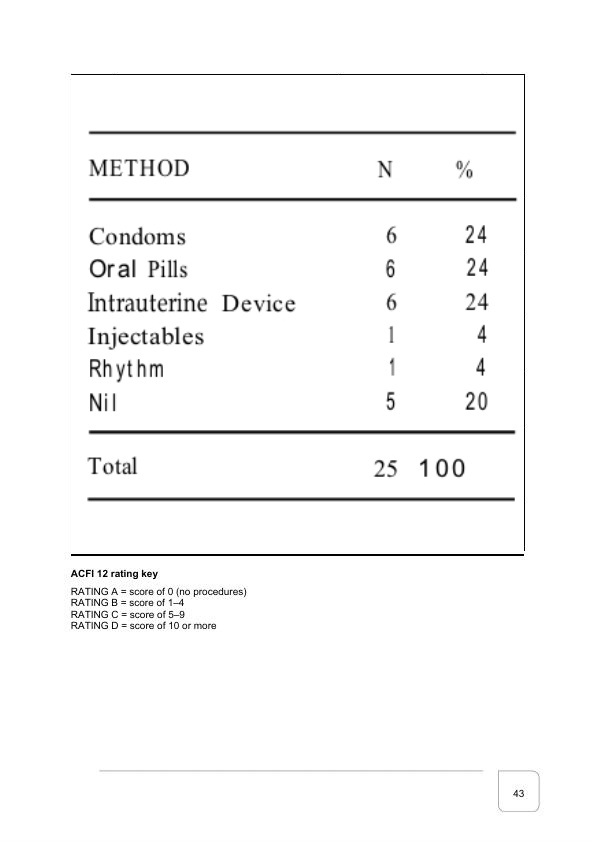 METHOD N %
Condoms 6 24
Oral Pills 6 24
Intrauterine Device 6 24
Injectables 1 4
Rhythm 1 4
Nil 5 20
Total 25 100
ACFI 12 rating key
RATING A = score of 0 (no procedures)
RATING B = score of 1–4
RATING C = score of 5–9
RATING D = score of 10 or more
43